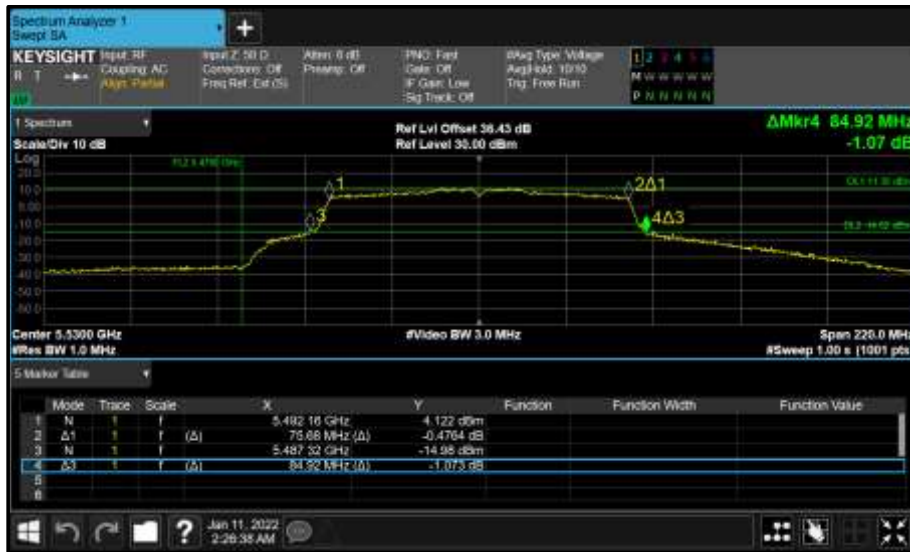 Spectrum Analyzer 1
Swept SA
+
KEYSIGHT
R T
Input: RF
Coupling: AC
Align: Partial
Input Z: 50 Ω
Corrections: Off
Freq Ref: Ext (S)
Atten: 6 dB
Preamp: Off
PNO: Fast
Gate: Off
IF Gain: Low
Sig Track: Off
#Avg Type: Voltage
Avg|Hold: 10/10
Trig: Free Run
1 2 3 4 5 6
M W W W W W
P N N N N N
1 Spectrum
Scale/Div 10 dB
Ref Lvl Offset 36.43 dB
Ref Level 30.00 dBm
ΔMkr4 84.92 MHz
-1.07 dB
Log
20.0
10.0
0.00
-10.0
-20.0
-30.0
-40.0
-50.0
-60.0
1
2Δ1
3
4Δ3
Center 5.5300 GHz
#Res BW 1.0 MHz
#Video BW 3.0 MHz
Span 220.0 MHz
#Sweep 1.00 s (1001 pts
5 Marker Table
Mode Trace Scale X Y Function Function Width Function Value
1 N 1 f 5.492 16 GHz 4.122 dBm
2 Δ1 1 f (Δ) 75.68 MHz (Δ) -0.4764 dB
3 N 1 f 5.487 32 GHz -14.98 dBm
4 Δ3 1 f (Δ) 84.92 MHz (Δ) -1.073 dB
5
6
?
Jan 11, 2022
2:26:38 AM